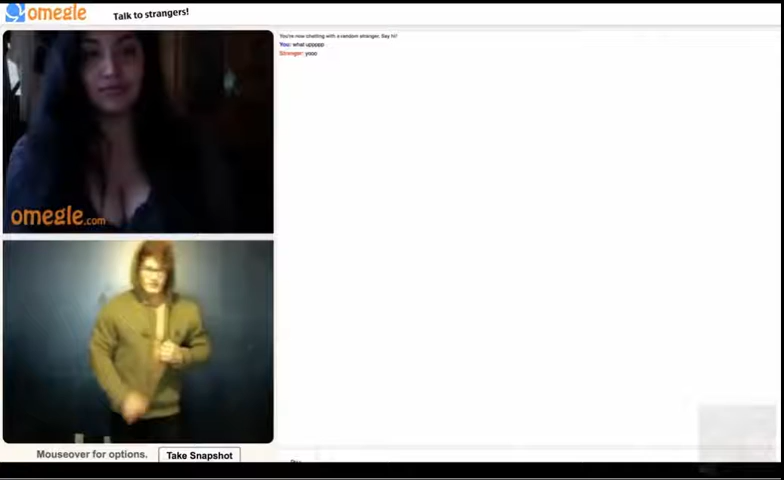 omegle
Talk to strangers!
You're now chatting with a random stranger. Say hi!
You: what upppep
Stranger: yooo
omegle.com
Mouseover for options.
Take Snapshot